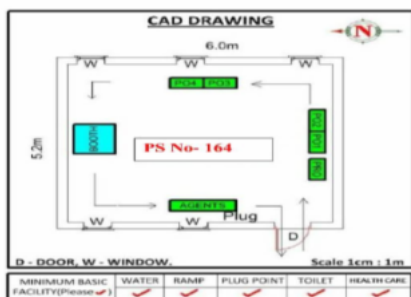 CAD DRAWING
6.0m
N
W W W
PO4 PO3
5.2m
BOOTH
PO2
PO1
PRO
PS No- 164
AGENTS
Plug
W W
D
D - DOOR, W - WINDOW. Scale 1cm : 1m
MINIMUM BASIC FACILITY(Please✓) WATER RAMP PLUG POINT TOILET HEALTH CARE
✓ ✓ ✓ ✓ ✓